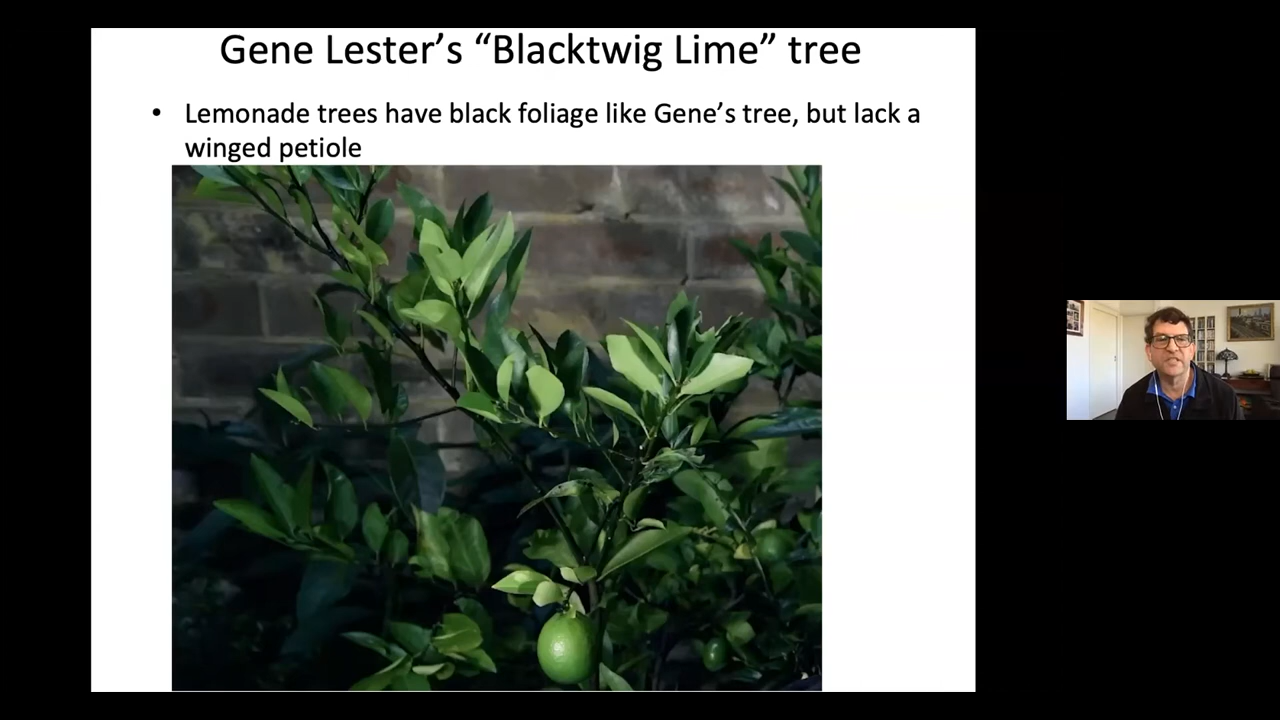 Gene Lester’s “Blacktwig Lime” tree
• Lemonade trees have black foliage like Gene’s tree, but lack a
winged petiole